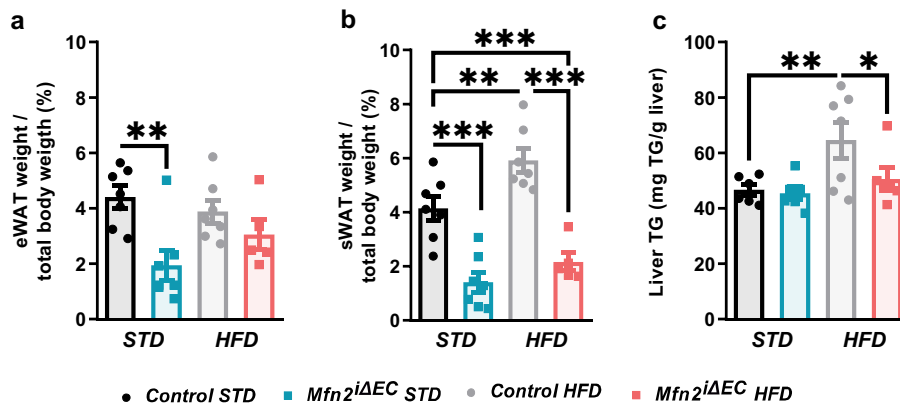 a
eWAT weight /
total body weigth (%)
10
8
6
4
2
0
**
STD
HFD
b
sWAT weight /
total body weight (%)
10
8
6
4
2
0
***
** ***
***
STD
HFD
c
Liver TG (mg TG/g liver)
100
80
60
40
20
0
** *
STD
HFD
Control STD
Mfn2iΔEC STD
Control HFD
Mfn2iΔEC HFD